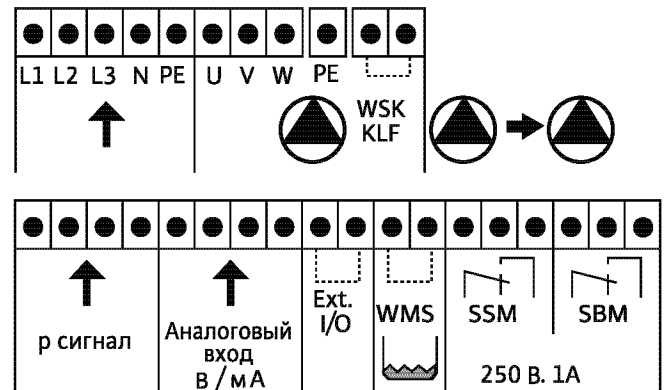 L1 L2 L3 N PE U V W PE
WSK
KLF
р сигнал
Аналоговый
вход
В / мА
Ext.
I/O
WMS
SSM
SBM
250 В. 1А